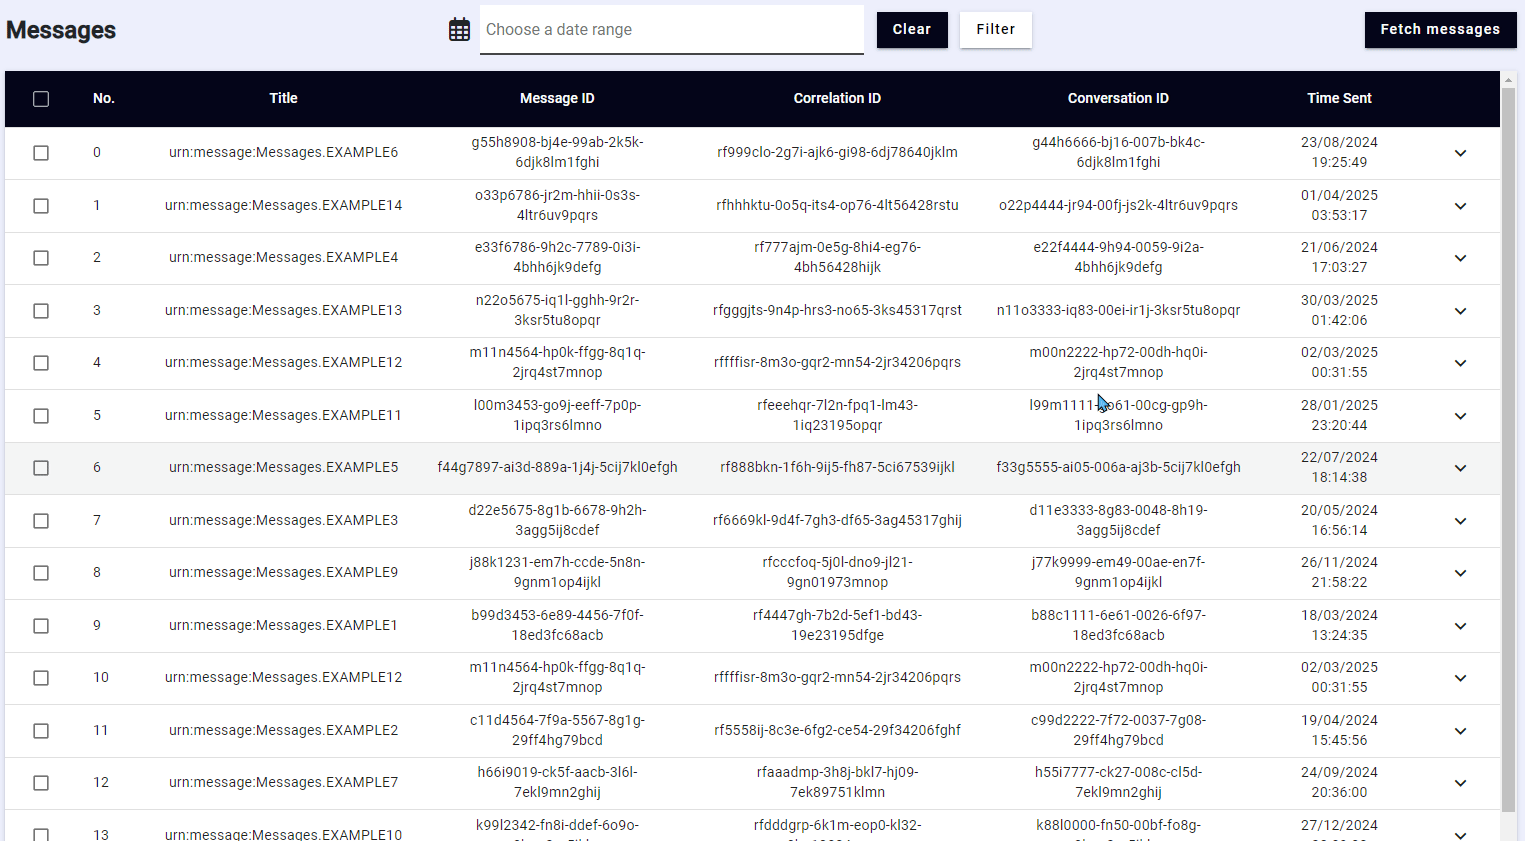 Messages
Choose a date range
Clear
Filter
Fetch messages
No. Title Message ID Correlation ID Conversation ID Time Sent
0 urn:message:Messages.EXAMPLE6 g55h8908-bj4e-99ab-2k5k- rf999clo-2g7i-ajk6-gi98-6dj78640jklm g44h6666-bj16-007b-bk4c- 23/08/2024
6djk8lm1fghi 6djk8lm1fghi 19:25:49
1 urn:message:Messages.EXAMPLE14 o33p6786-jr2m-hhii-0s3s- rfhhhktu-0o5q-its4-op76-4lt56428rstu o22p4444-jr94-00fj-js2k-4ltr6uv9pqrs 01/04/2025
4ltr6uv9pqrs 03:53:17
2 urn:message:Messages.EXAMPLE4 e33f6786-9h2c-7789-0i3i- rf777ajm-0e5g-8hi4-eg76- e22f4444-9h94-0059-9i2a- 21/06/2024
4bhh6jk9defg 4bh56428hijk 4bhh6jk9defg 17:03:27
3 urn:message:Messages.EXAMPLE13 n22o5675-iq1l-gghh-9r2r- rfgggjts-9n4p-hrs3-no65-3ks45317qrst n11o3333-iq83-00ei-ir1j-3ksr5tu8opqr 30/03/2025
3ksr5tu8opqr 01:42:06
4 urn:message:Messages.EXAMPLE12 m11n4564-hp0k-ffgg-8q1q- rffffisr-8m3o-gqr2-mn54-2jr34206pqrs m00n2222-hp72-00dh-hq0i- 02/03/2025
2jrq4st7mnop 2jrq4st7mnop 00:31:55
5 urn:message:Messages.EXAMPLE11 l00m3453-go9j-eeff-7p0p- rfeeehqr-7l2n-fpq1-lm43- 28/01/2025
1ipq3rs6lmno 1iq23195opqr 1ipq3rs6lmno 23:20:44
6 urn:message:Messages.EXAMPLE5 f44g7897-ai3d-889a-1j4j-5cij7kl0efgh rf888bkn-1f6h-9ij5-fh87-5ci67539ijkl f33g5555-ai05-006a-aj3b-5cij7kl0efgh 22/07/2024
18:14:38
7 urn:message:Messages.EXAMPLE3 d22e5675-8g1b-6678-9h2h- rf6669kl-9d4f-7gh3-df65-3ag45317ghij d11e3333-8g83-0048-8h19- 20/05/2024
3agg5ij8cdef 3agg5ij8cdef 16:56:14
8 urn:message:Messages.EXAMPLE9 j88k1231-em7h-ccde-5n8n- rfcccfoq-5j0l-dno9-jl21- j77k9999-em49-00ae-en7f- 26/11/2024
9gnm1op4ijkl 9gn01973mnop 9gnm1op4ijkl 21:58:22
9 urn:message:Messages.EXAMPLE1 b99d3453-6e89-4456-7f0f- rf4447gh-7b2d-5ef1-bd43- b88c1111-6e61-0026-6f97- 18/03/2024
18ed3fc68acb 19e23195dfge 18ed3fc68acb 13:24:35
10 urn:message:Messages.EXAMPLE12 m11n4564-hp0k-ffgg-8q1q- rffffisr-8m3o-gqr2-mn54-2jr34206pqrs m00n2222-hp72-00dh-hq0i- 02/03/2025
2jrq4st7mnop 2jrq4st7mnop 00:31:55
11 urn:message:Messages.EXAMPLE2 c11d4564-7f9a-5567-8g1g- rf5558ij-8c3e-6fg2-ce54-29f34206fghf c99d2222-7f72-0037-7g08- 19/04/2024
29ff4hg79bcd 29ff4hg79bcd 15:45:56
12 urn:message:Messages.EXAMPLE7 h66i9019-ck5f-aacb-3l6l- rfaaadmp-3h8j-bkl7-hj09- h55i7777-ck27-008c-cl5d- 24/09/2024
7ekl9mn2ghij 7ek89751klmn 7ekl9mn2ghij 20:36:00
13 urn:message:Messages.EXAMPLE10 k99l2342-fn8i-ddef-6o9o- rfdddgrp-6k1m-eop0-kl32- k88l0000-fn50-00bf-fo8g- 27/12/2024